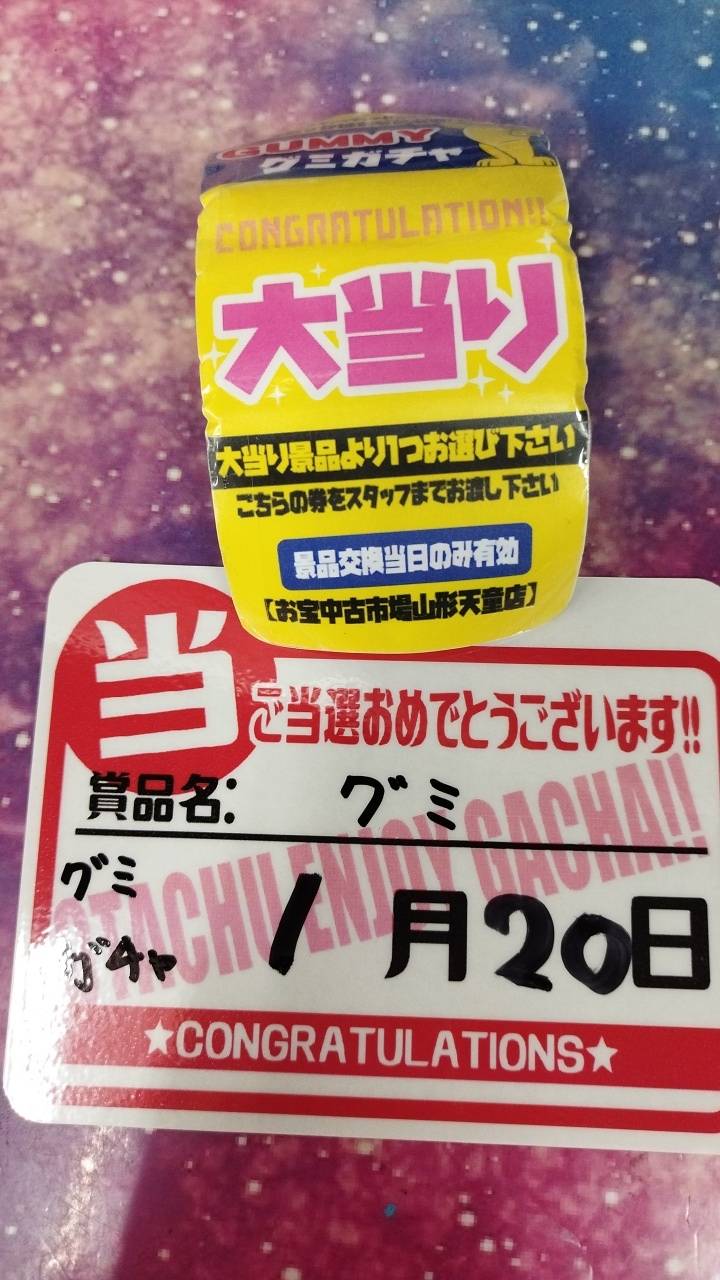 GUMMY
グミガチャ
CONGRATULATION!!
大当り
大当り景品より1つお選び下さい
こちらの券をスタッフまでお渡し下さい
景品交換当日のみ有効
【お宝中古市場山形天童店】
当
ご当選おめでとうございます!!
賞品名: グミ
グミ
ガチャ
1月20日
ENJOY GACHA!!
★CONGRATULATIONS★